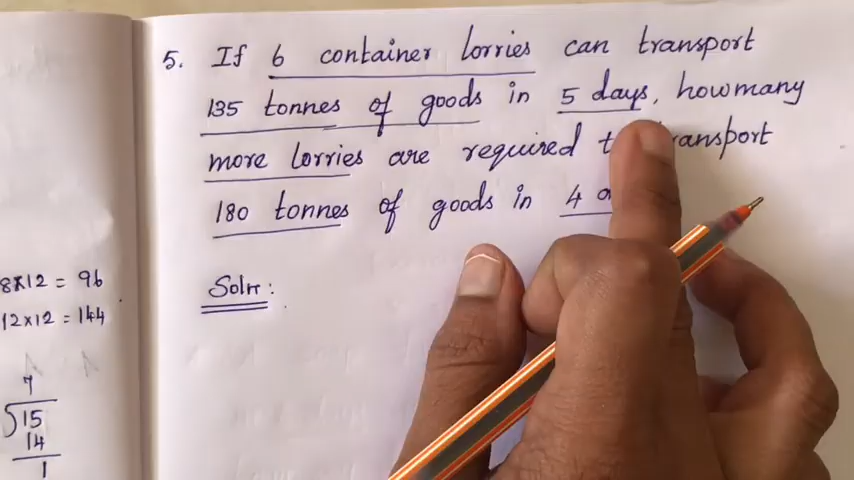 5. If 6 container lorries can transport
135 tonnes of goods in 5 days, howmany
more lorries are required transport
180 tonnes of goods in 4
Soln:
8x12 = 96
12x12 = 144
7
15
14
1